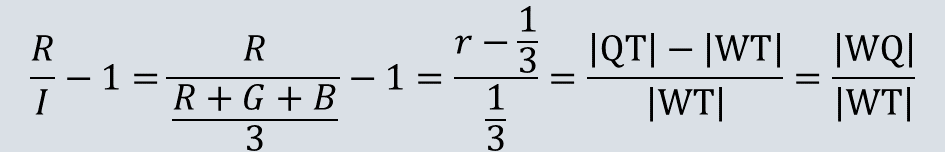 R/I − 1 = R/((R + G + B)/3) − 1 = (r − 1/3)/(1/3) = (|QT| − |WT|)/|WT| = |WQ|/|WT|